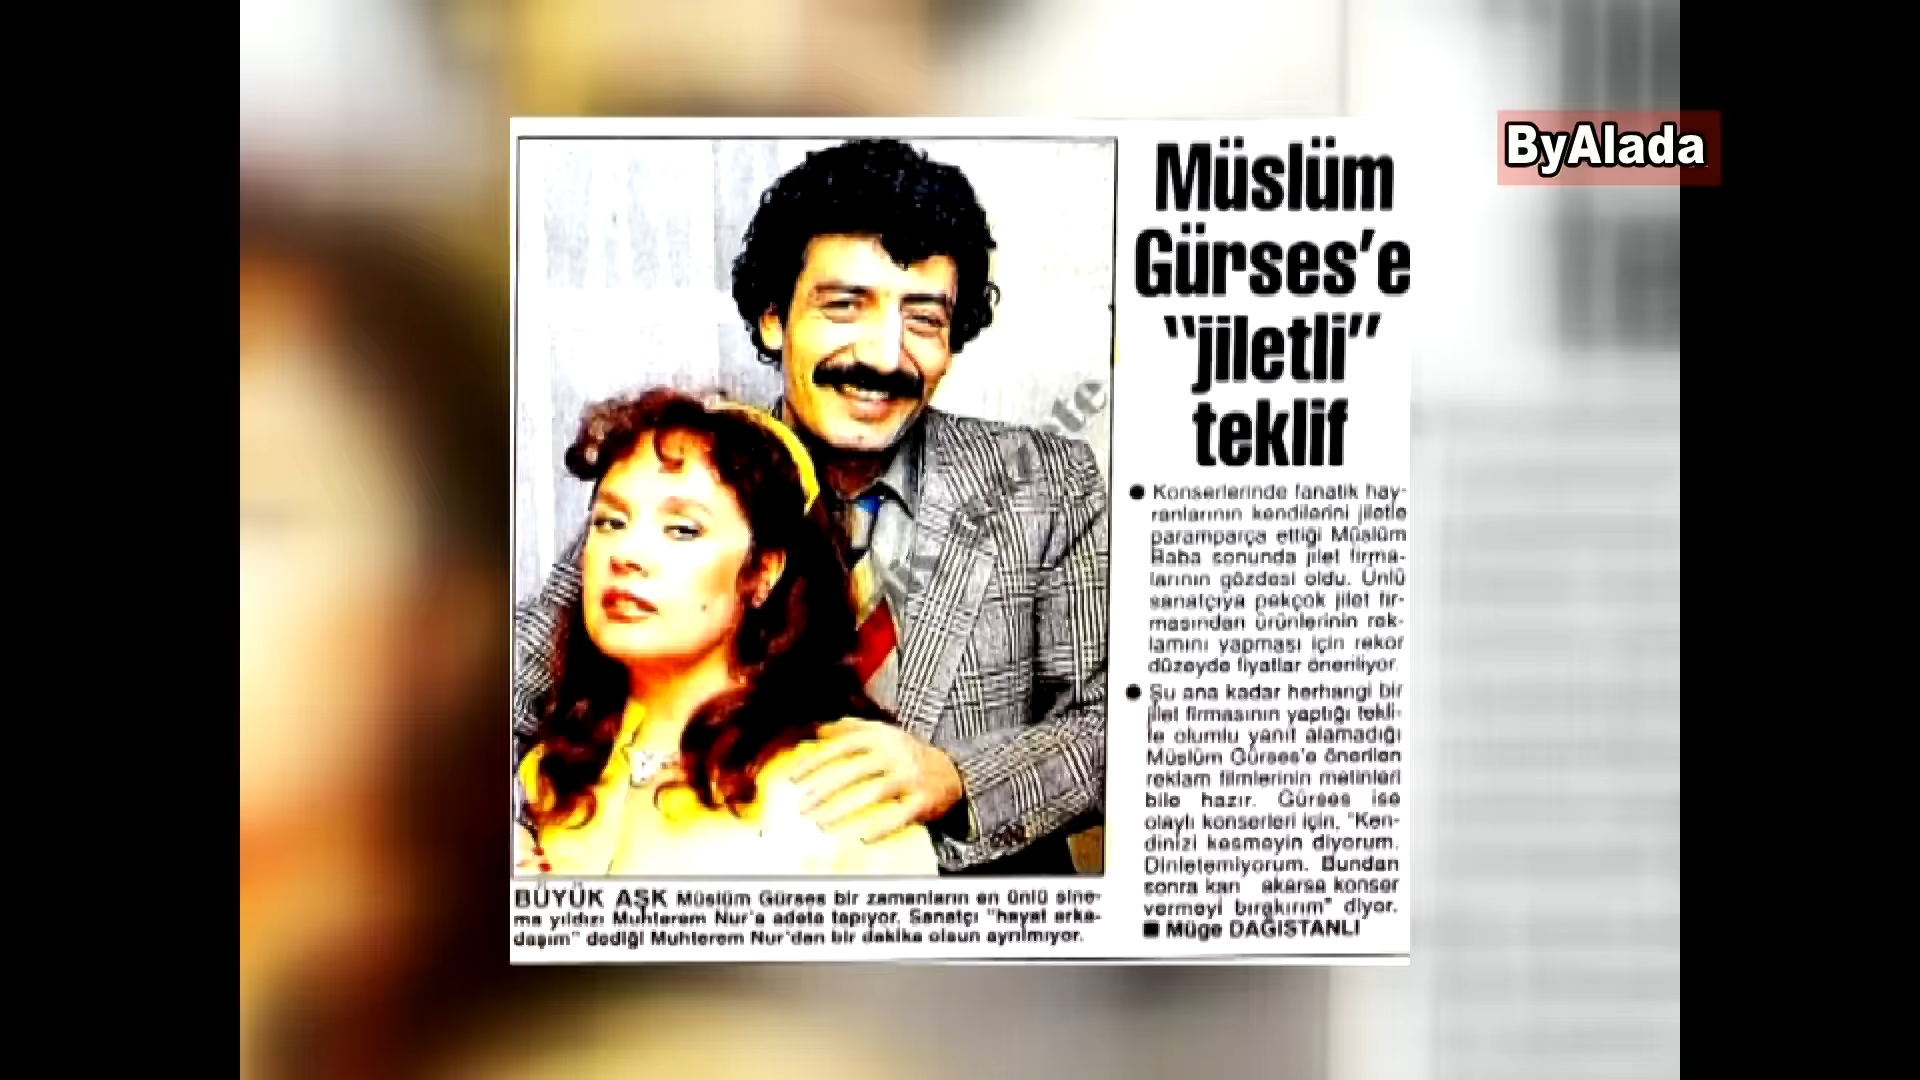 ByAlada
Müslüm
Gürses'e
"jiletli"
teklif
● Konserlerinde fanatik hay-
ranlarının kendilerini jiletle
paramparça ettiği Müslüm
Baba sonunda jilet firma-
larının gözdesi oldu. Ünlü
sanatçıya pekçok jilet fir-
masından ürünlerinin rek-
lamını yapması için rekor
düzeyde fiyatlar öneriliyor.
● Şu ana kadar herhangi bir
jilet firmasının yaptığı tekli-
fe olumlu yanıt alamadığı
Müslüm Gürses'e önerilen
reklam filmlerinin metinleri
bile hazır. Gürses ise
olaylı konserleri için, "Ken-
dinizi kesmeyin diyorum.
Dinletemiyorum. Bundan
sonra kan akarsa konser
vermeyi bırakırım" diyor.
■ Müge DAĞISTANLI
BÜYÜK AŞK Müslüm Gürses bir zamanların en ünlü sine-
ma yıldızı Muhterem Nur'a adeta tapıyor. Sanatçı "hayat arka-
daşım" dediği Muhterem Nur'dan bir dakika olsun ayrılmıyor.